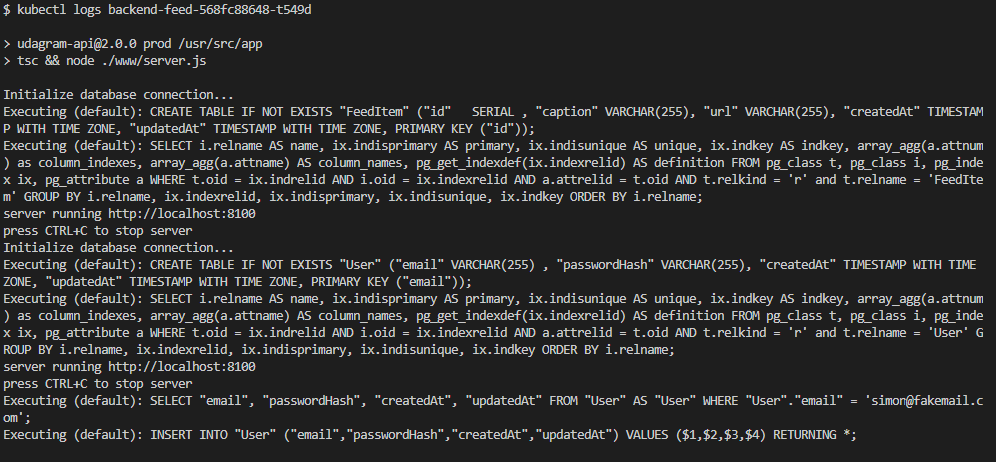 $ kubectl logs backend-feed-568fc88648-t549d
> udagram-api@2.0.0 prod /usr/src/app
> tsc && node ./www/server.js
Initialize database connection...
Executing (default): CREATE TABLE IF NOT EXISTS "FeedItem" ("id"   SERIAL , "caption" VARCHAR(255), "url" VARCHAR(255), "createdAt" TIMESTAM
P WITH TIME ZONE, "updatedAt" TIMESTAMP WITH TIME ZONE, PRIMARY KEY ("id"));
Executing (default): SELECT i.relname AS name, ix.indisprimary AS primary, ix.indisunique AS unique, ix.indkey AS indkey, array_agg(a.attnum
) as column_indexes, array_agg(a.attname) AS column_names, pg_get_indexdef(ix.indexrelid) AS definition FROM pg_class t, pg_class i, pg_inde
x ix, pg_attribute a WHERE t.oid = ix.indrelid AND i.oid = ix.indexrelid AND a.attrelid = t.oid AND t.relkind = 'r' and t.relname = 'FeedIte
m' GROUP BY i.relname, ix.indexrelid, ix.indisprimary, ix.indisunique, ix.indkey ORDER BY i.relname;
server running http://localhost:8100
press CTRL+C to stop server
Initialize database connection...
Executing (default): CREATE TABLE IF NOT EXISTS "User" ("email" VARCHAR(255) , "passwordHash" VARCHAR(255), "createdAt" TIMESTAMP WITH TIME
ZONE, "updatedAt" TIMESTAMP WITH TIME ZONE, PRIMARY KEY ("email"));
Executing (default): SELECT i.relname AS name, ix.indisprimary AS primary, ix.indisunique AS unique, ix.indkey AS indkey, array_agg(a.attnum
) as column_indexes, array_agg(a.attname) AS column_names, pg_get_indexdef(ix.indexrelid) AS definition FROM pg_class t, pg_class i, pg_inde
x ix, pg_attribute a WHERE t.oid = ix.indrelid AND i.oid = ix.indexrelid AND a.attrelid = t.oid AND t.relkind = 'r' and t.relname = 'User' G
ROUP BY i.relname, ix.indexrelid, ix.indisprimary, ix.indisunique, ix.indkey ORDER BY i.relname;
server running http://localhost:8100
press CTRL+C to stop server
Executing (default): SELECT "email", "passwordHash", "createdAt", "updatedAt" FROM "User" AS "User" WHERE "User"."email" = 'simon@fakemail.c
om';
Executing (default): INSERT INTO "User" ("email","passwordHash","createdAt","updatedAt") VALUES ($1,$2,$3,$4) RETURNING *;